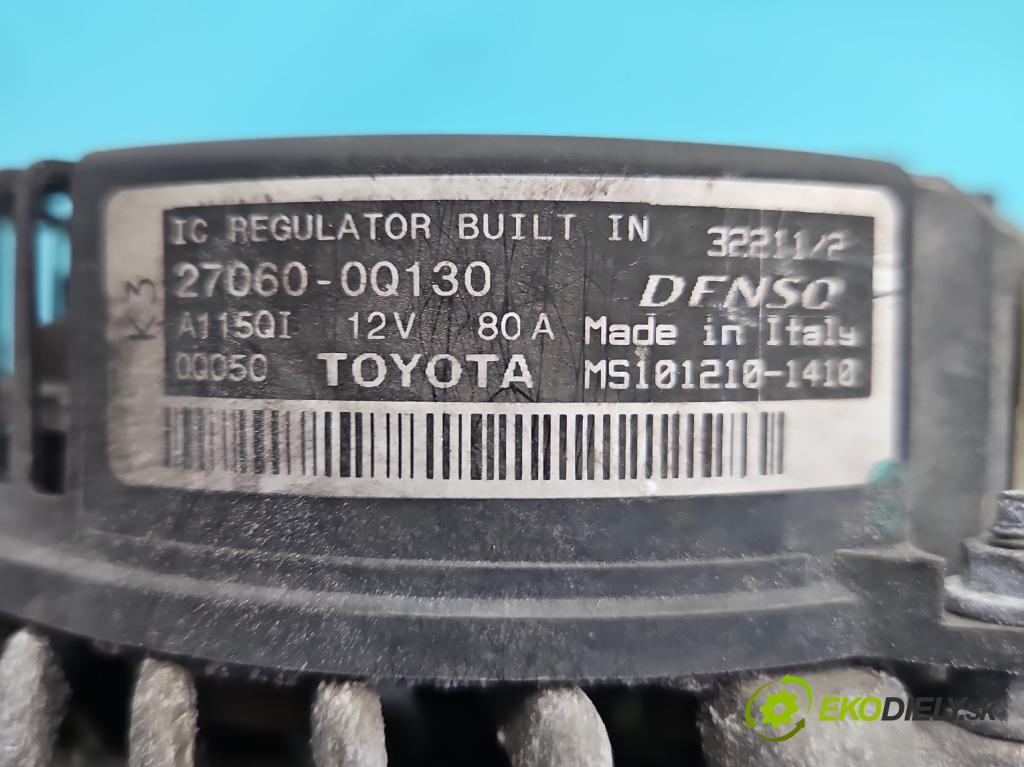 IC REGULATOR BUILT IN 32211/2
27060-0Q130 DENSO
K3
A115QI 12V 80A Made in Italy
0Q050 TOYOTA MS101210-1410
EKODIELY.SK